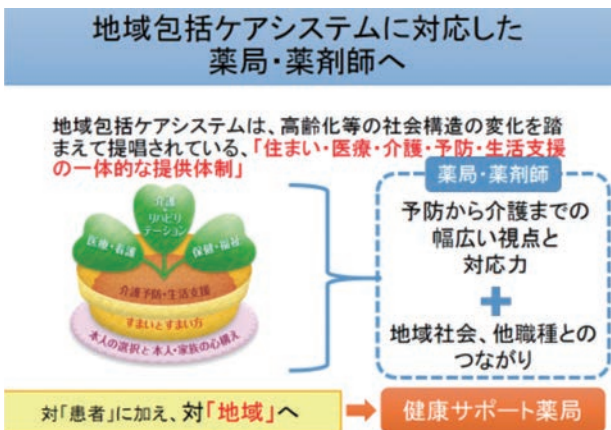 地域包括ケアシステムに対応した
薬局・薬剤師へ
地域包括ケアシステムは、高齢化等の社会構造の変化を踏
まえて提唱されている、「住まい・医療・介護・予防・生活支援
の一体的な提供体制」
介護
リハビリ
テーション
医療・看護
保健・福祉
介護予防・生活支援
すまいとすまい方
本人の選択と本人・家族の心構え
薬局・薬剤師
予防から介護までの
幅広い視点と
対応力
+
地域社会、他職種との
つながり
対「患者」に加え、対「地域」へ
健康サポート薬局